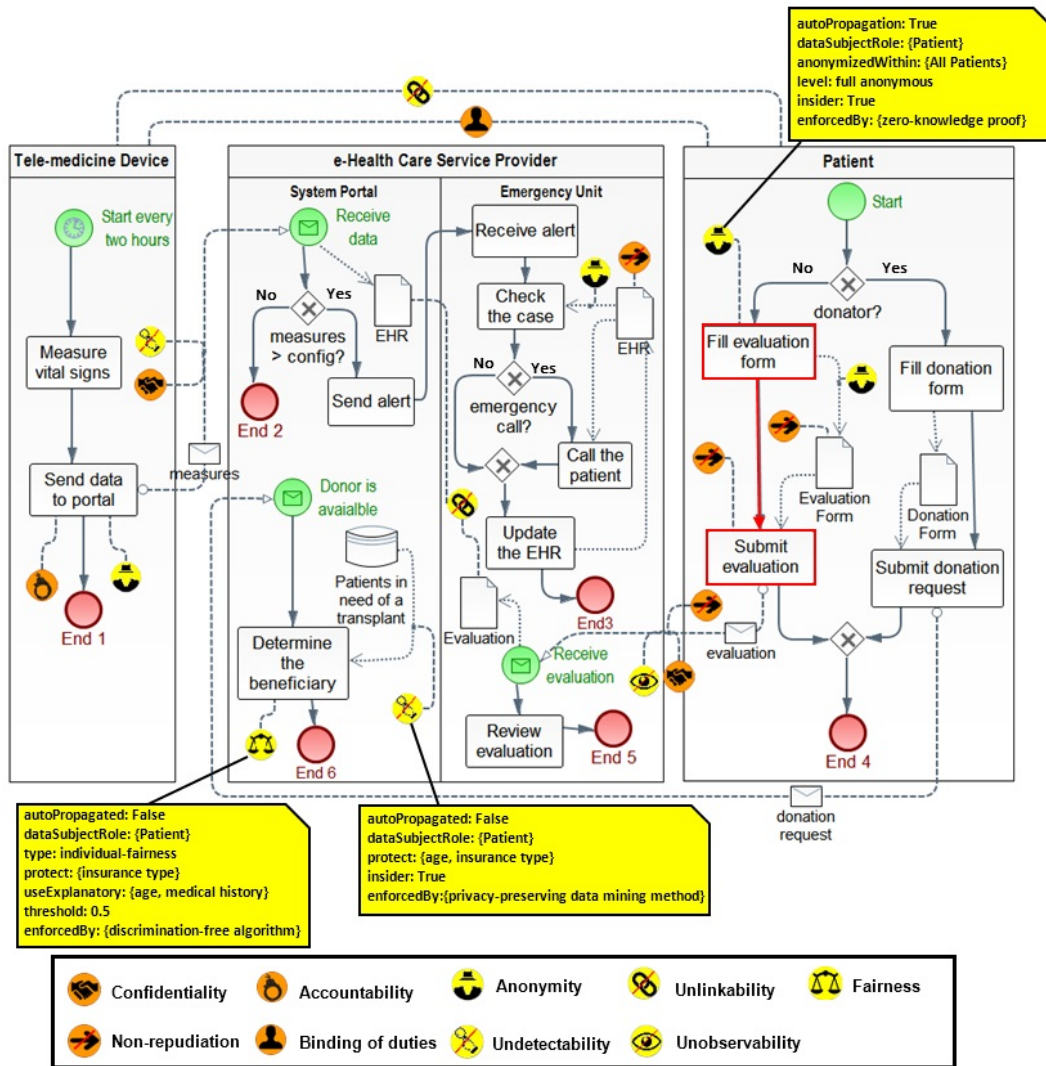 autoPropagation: True
dataSubjectRole: {Patient}
anonymizedWithin: {All Patients}
level: full anonymous
insider: True
enforcedBy: {zero-knowledge proof}
Tele-medicine Device
Start every
two hours
Measure
vital signs
Send data
to portal
End 1
measures
e-Health Care Service Provider
System Portal
Receive
data
No
Yes
measures
> config?
EHR
End 2
Send alert
Donor is
avaialble
Patients in
need of a
transplant
Determine
the
beneficiary
End 6
Emergency Unit
Receive alert
Check
the case
EHR
No
Yes
emergency
call?
Call the
patient
Update
the EHR
End3
Evaluation
Receive
evaluation
Review
evaluation
End 5
evaluation
Patient
Start
No
Yes
donator?
Fill evaluation
form
Fill donation
form
Evaluation
Form
Donation
Form
Submit
evaluation
Submit donation
request
End 4
donation
request
autoPropagated: False
dataSubjectRole: {Patient}
type: individual-fairness
protect: {insurance type}
useExplanatory: {age, medical history}
threshold: 0.5
enforcedBy: {discrimination-free algorithm}
autoPropagated: False
dataSubjectRole: {Patient}
protect: {age, insurance type}
insider: True
enforcedBy:{privacy-preserving data mining method}
Confidentiality
Accountability
Anonymity
Unlinkability
Fairness
Non-repudiation
Binding of duties
Undetectability
Unobservability